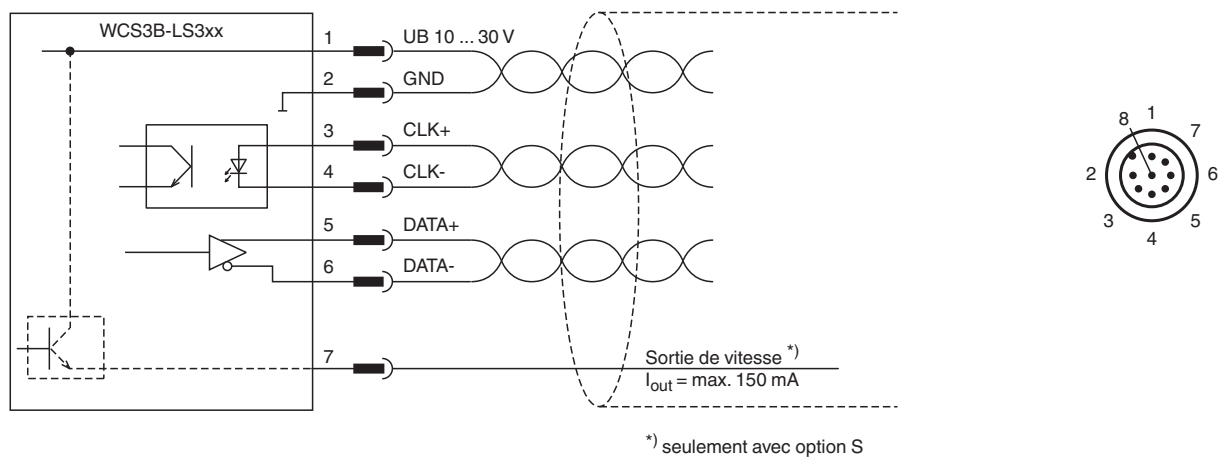 WCS3B-LS3xx
1 UB 10 ... 30 V
2 GND
3 CLK+
4 CLK-
5 DATA+
6 DATA-
7 Sortie de vitesse *)
I_out = max. 150 mA
*) seulement avec option S
8 1 7
2 6
3 5
4